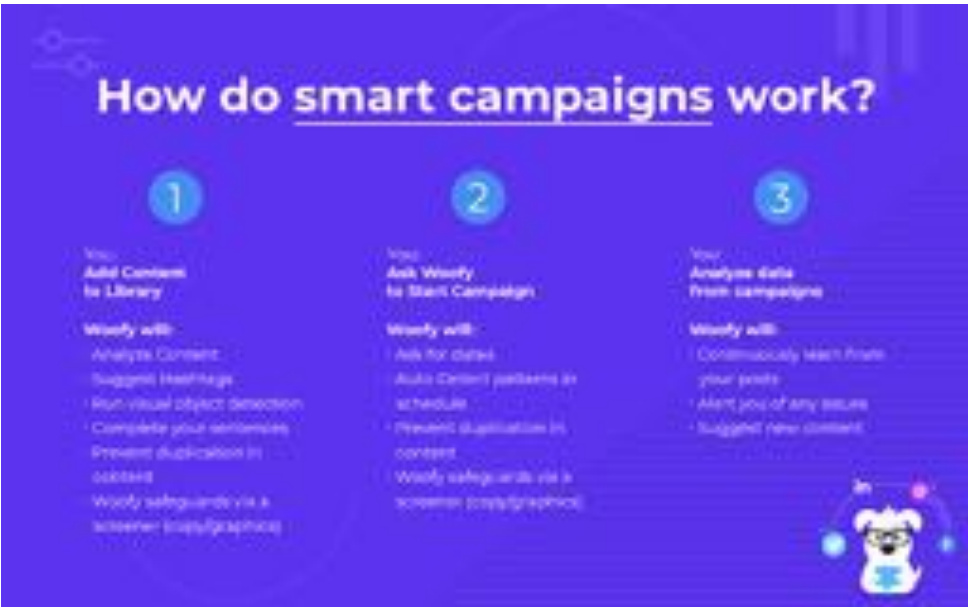 How do smart campaigns work?
1
You:
Add Content
to Library
Woofy will:
· Analyze Content
· Suggest Hashtags
· Run visual object detection
· Complete your sentences
· Prevent duplication in
content
· Woofy safeguards via a
screener (copy/graphics)
2
You:
Ask Woofy
to Start Campaign
Woofy will:
· Ask for dates
· Auto-Detect patterns in
schedule
· Prevent duplication in
content
· Woofy safeguards via a
screener (copy/graphics)
3
You:
Analyze data
from campaigns
Woofy will:
· Continuously learn from
your posts
· Alert you of any issues
· Suggest new content
in